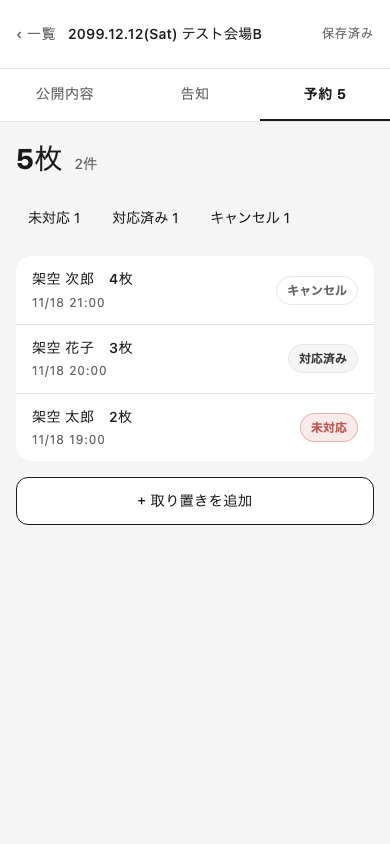 ‹ 一覧 2099.12.12(Sat) テスト会場B 保存済み
公開内容 告知 予約 5
5枚 2件
未対応 1 対応済み 1 キャンセル 1
架空 次郎 4枚
11/18 21:00
キャンセル
架空 花子 3枚
11/18 20:00
対応済み
架空 太郎 2枚
11/18 19:00
未対応
+ 取り置きを追加